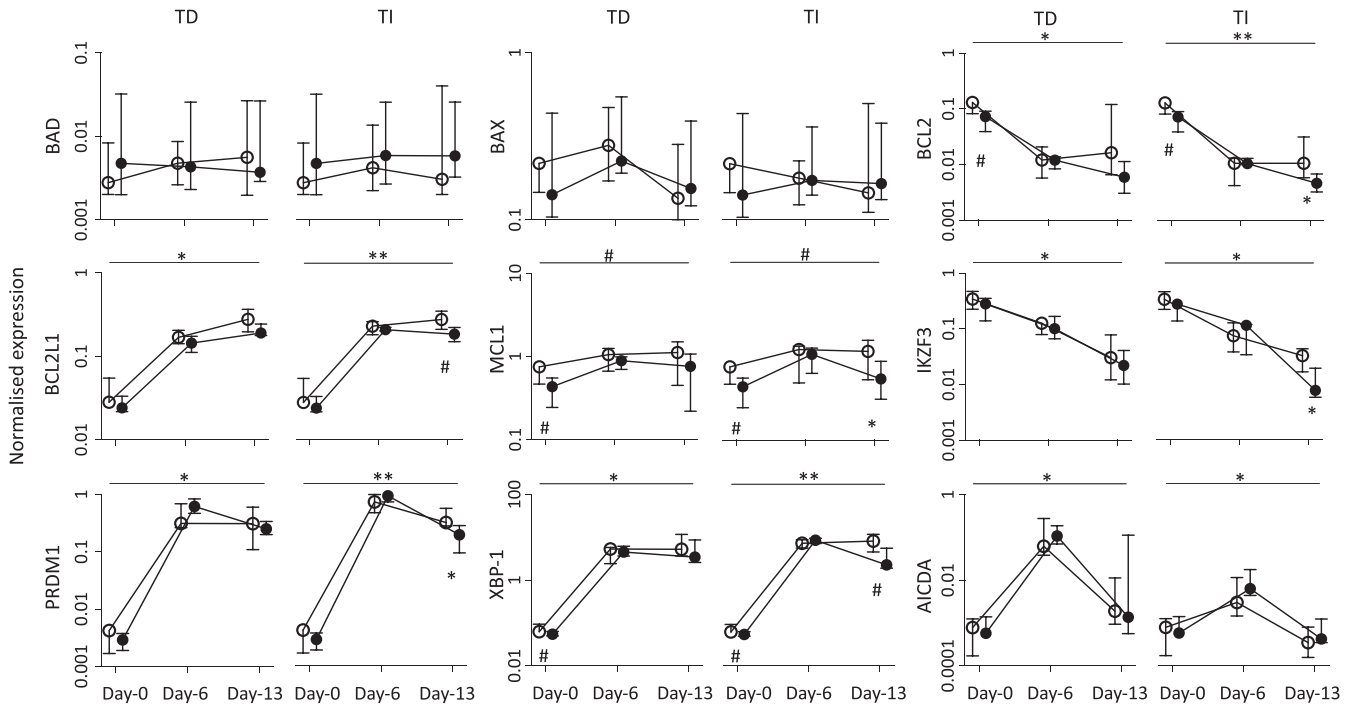 TD TI TD TI TD TI
* **
0.1 1 1
BAD 0.01 BAX BCL2 0.1
# #
0.01
*
0.001 0.1 0.001
* ** # # * *
1 10 1
Normalised expression
BCL2L1 0.1 MCL1 1 IKZF3 0.1
# 0.01
# # * *
0.01 0.1 0.001
* ** * ** * *
1 100 1
PRDM1 0.1 XBP-1 1 AICDA 0.01
* #
0.01
# #
0.001 0.01 0.0001
Day-0 Day-6 Day-13 Day-0 Day-6 Day-13 Day-0 Day-6 Day-13 Day-0 Day-6 Day-13 Day-0 Day-6 Day-13 Day-0 Day-6 Day-13